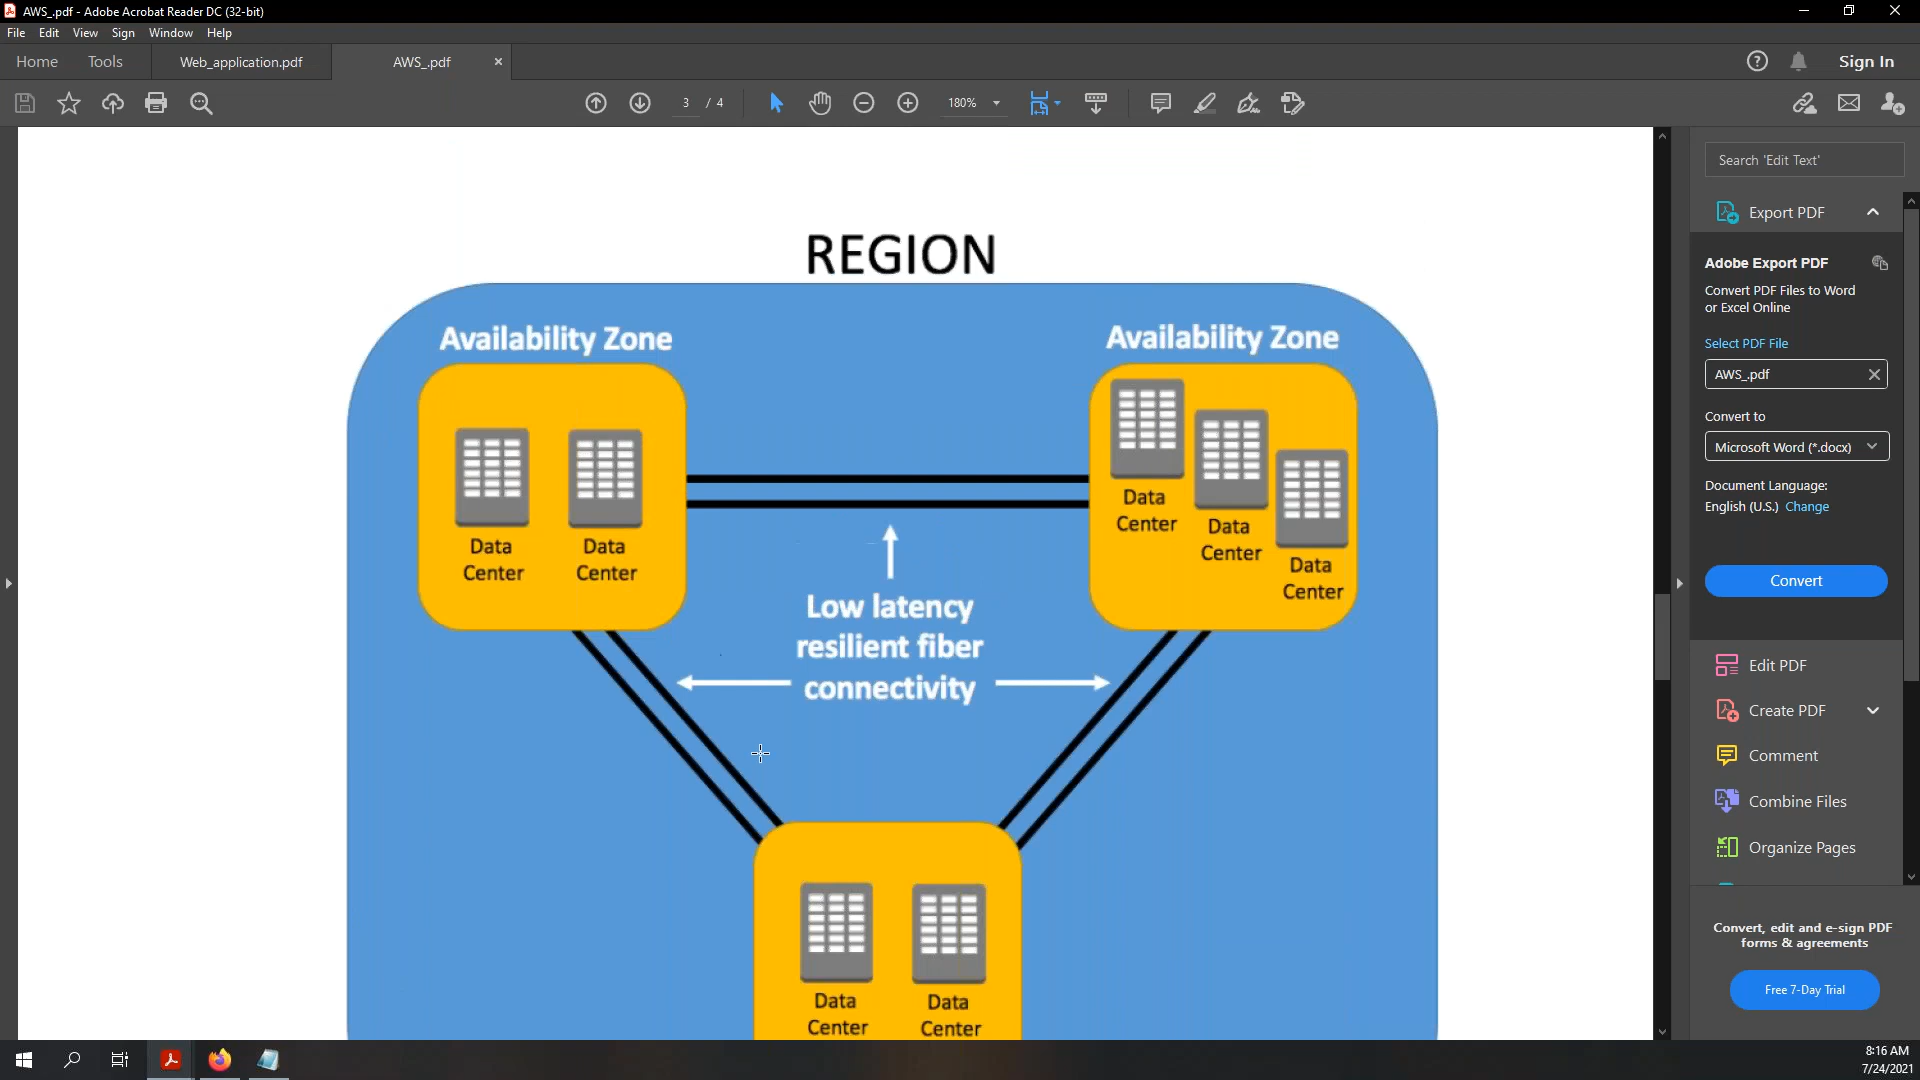 AWS_.pdf - Adobe Acrobat Reader DC (32-bit)
File Edit View Sign Window Help
Home Tools Web_application.pdf AWS_.pdf × Sign In
3 / 4 180%
REGION
Availability Zone
Availability Zone
Data Center
Data Center
Data Center
Data Center
Data Center
Low latency
resilient fiber
connectivity
Data Center
Data Center
Search 'Edit Text'
Export PDF
Adobe Export PDF
Convert PDF Files to Word
or Excel Online
Select PDF File
AWS_.pdf
Convert to
Microsoft Word (*.docx)
Document Language:
English (U.S.) Change
Convert
Edit PDF
Create PDF
Comment
Combine Files
Organize Pages
Convert, edit and e-sign PDF
forms & agreements
Free 7-Day Trial
8:16 AM
7/24/2021